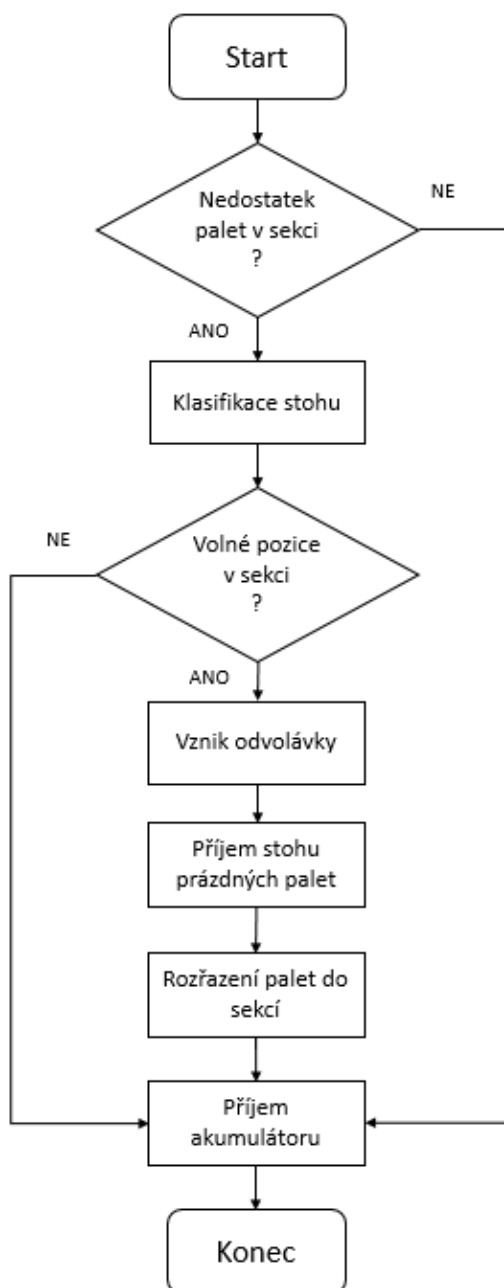 Start
Nedostatek
palet v sekci
?
NE
ANO
Klasifikace stohu
NE
Volné pozice
v sekci
?
ANO
Vznik odvolávky
Příjem stohu
prázdných palet
Rozřazení palet do
sekcí
Příjem
akumulátoru
Konec